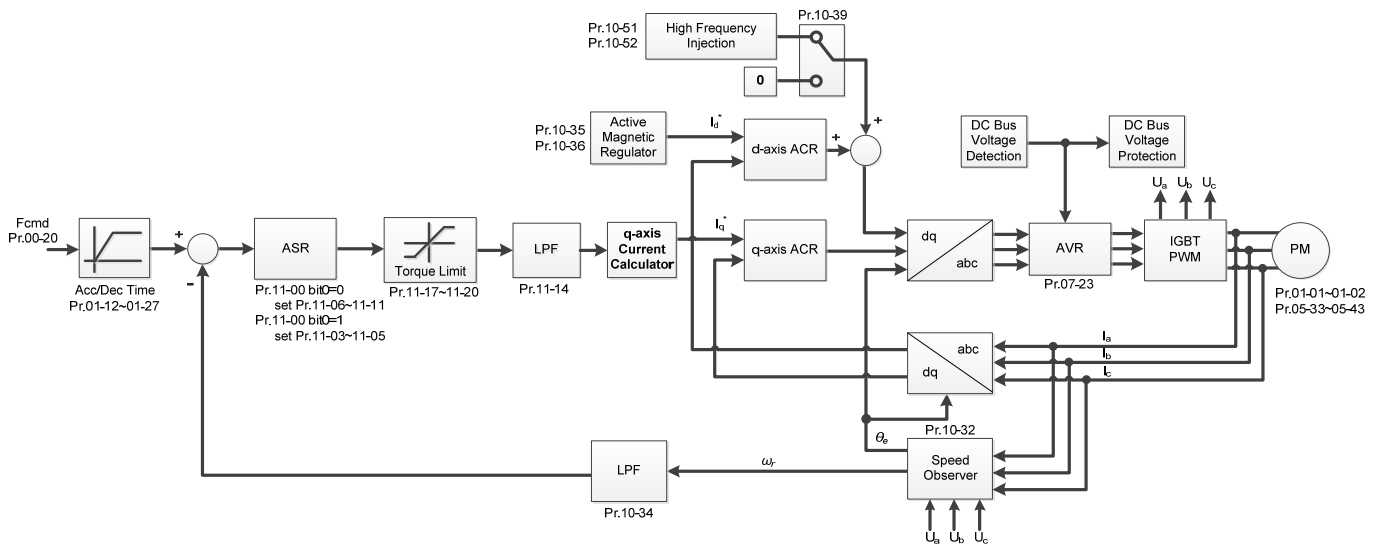 Pr.10-39
Pr.10-51
Pr.10-52
High Frequency
Injection
0
+
Pr.10-35
Pr.10-36
Active
Magnetic
Regulator
Id*
d-axis ACR
+
DC Bus
Voltage
Detection
DC Bus
Voltage
Protection
Ua Ub Uc
Fcmd
Pr.00-20
Acc/Dec Time
Pr.01-12~01-27
+
-
ASR
Pr.11-00 bit0=0
set Pr.11-06~11-11
Pr.11-00 bit0=1
set Pr.11-03~11-05
Torque Limit
Pr.11-17~11-20
LPF
Pr.11-14
q-axis
Current
Calculator
Iq*
q-axis ACR
dq
abc
AVR
Pr.07-23
IGBT
PWM
PM
Pr.01-01~01-02
Pr.05-33~05-43
abc
dq
Ia
Ib
Ic
Pr.10-32
θe
Speed
Observer
ωr
LPF
Pr.10-34
Ua Ub Uc